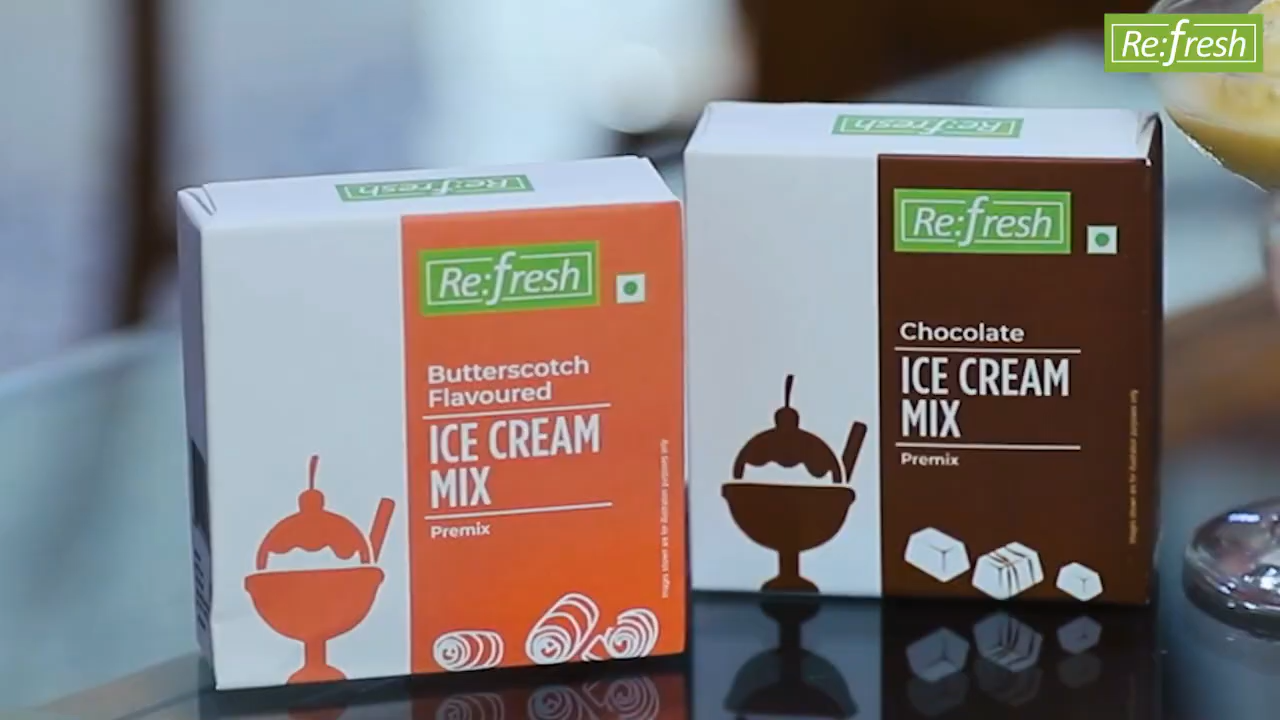 Re:fresh
Re:fresh
Re:fresh
Butterscotch
Flavoured
ICE CREAM
MIX
Premix
Re:fresh
Re:fresh
Chocolate
ICE CREAM
MIX
Premix